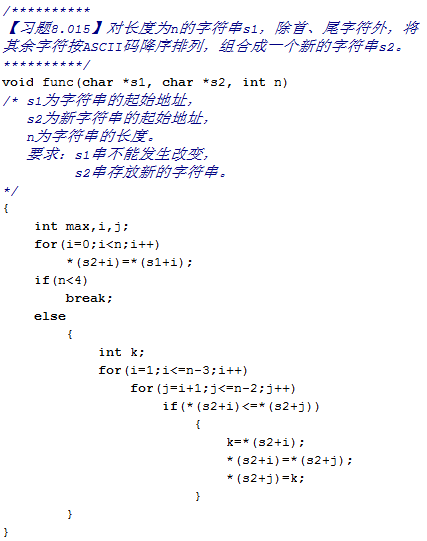 /**********
【习题8.015】对长度为n的字符串s1，除首、尾字符外，将
其余字符按ASCII码降序排列，组合成一个新的字符串s2。
**********/
void func(char *s1, char *s2, int n)
/* s1为字符串的起始地址，
s2为新字符串的起始地址，
n为字符串的长度。
要求：s1串不能发生改变，
s2串存放新的字符串。
*/
{
int max,i,j;
for(i=0;i<n;i++)
*(s2+i)=*(s1+i);
if(n<4)
break;
else
{
int k;
for(i=1;i<=n-3;i++)
for(j=i+1;j<=n-2;j++)
if(*(s2+i)<=*(s2+j))
{
k=*(s2+i);
*(s2+i)=*(s2+j);
*(s2+j)=k;
}
}
}